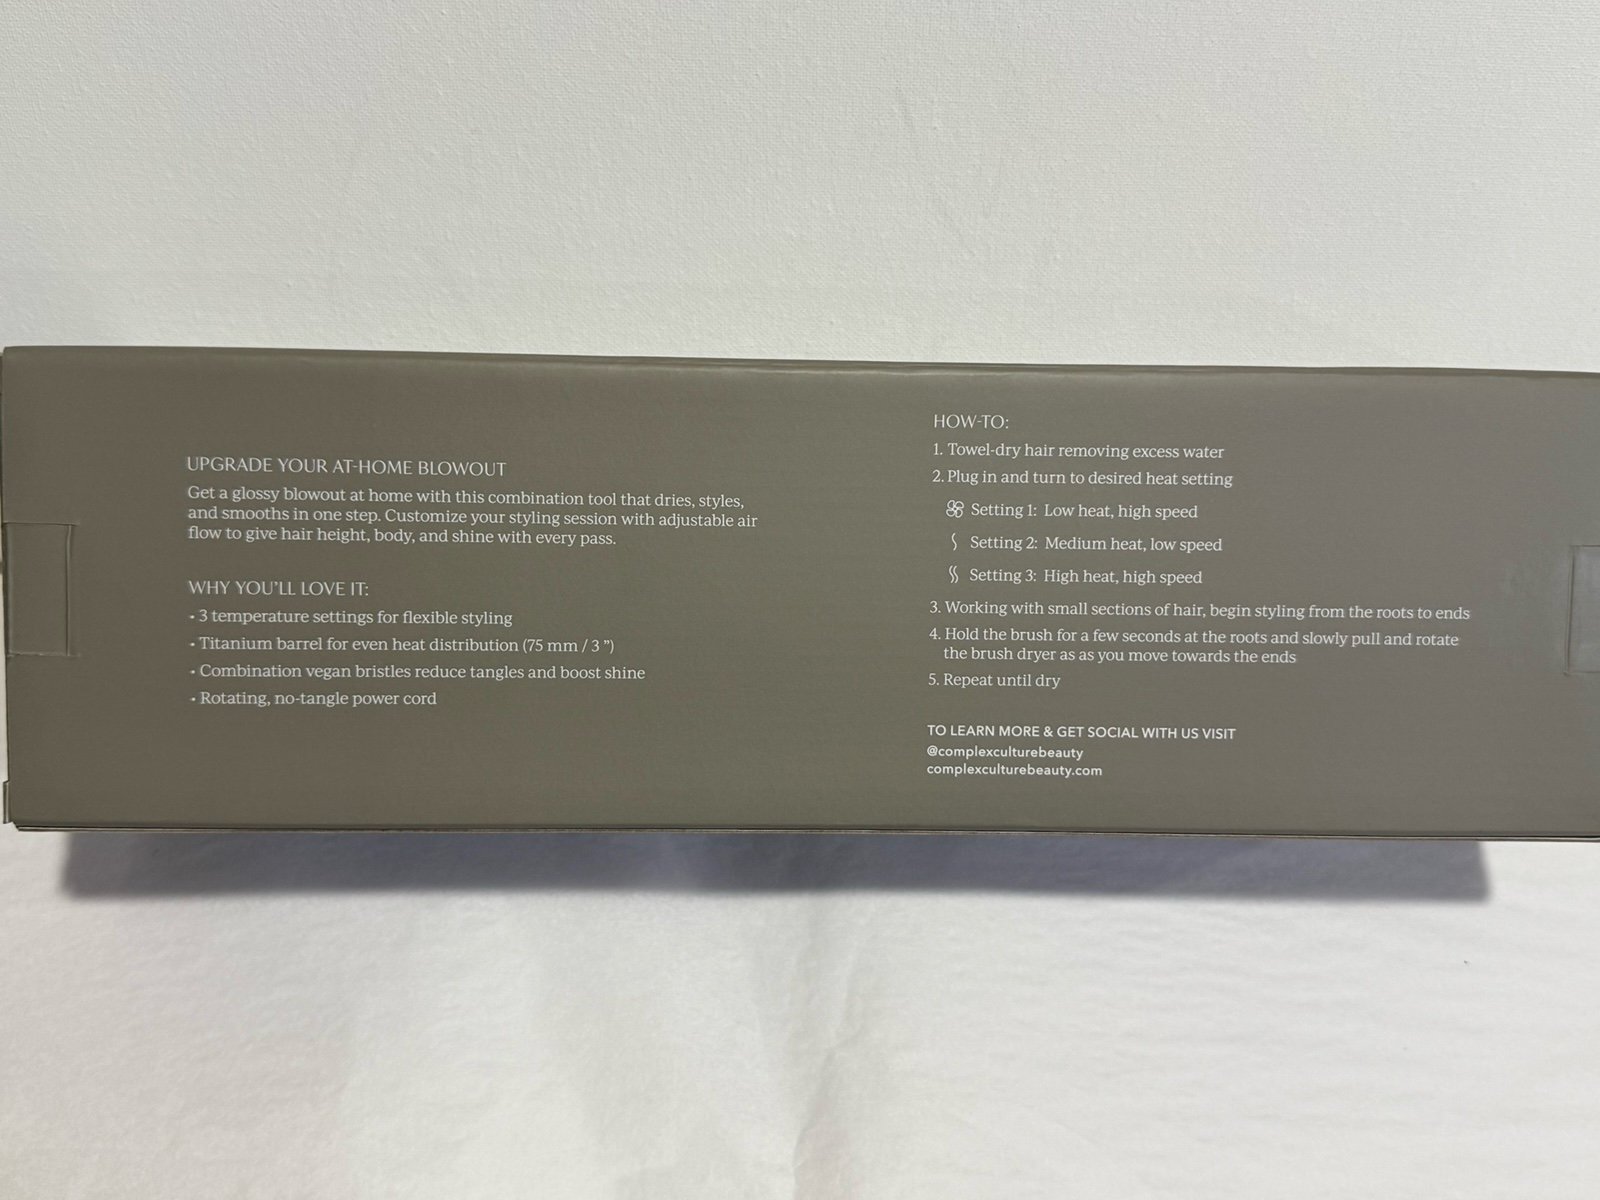 UPGRADE YOUR AT-HOME BLOWOUT
Get a glossy blowout at home with this combination tool that dries, styles,
and smooths in one step. Customize your styling session with adjustable air
flow to give hair height, body, and shine with every pass.
WHY YOU'LL LOVE IT:
• 3 temperature settings for flexible styling
• Titanium barrel for even heat distribution (75 mm / 3 ”)
• Combination vegan bristles reduce tangles and boost shine
• Rotating, no-tangle power cord
HOW-TO:
1. Towel-dry hair removing excess water
2. Plug in and turn to desired heat setting
Setting 1: Low heat, high speed
Setting 2: Medium heat, low speed
Setting 3: High heat, high speed
3. Working with small sections of hair, begin styling from the roots to ends
4. Hold the brush for a few seconds at the roots and slowly pull and rotate
the brush dryer as as you move towards the ends
5. Repeat until dry
TO LEARN MORE & GET SOCIAL WITH US VISIT
@complexculturebeauty
complexculturebeauty.com